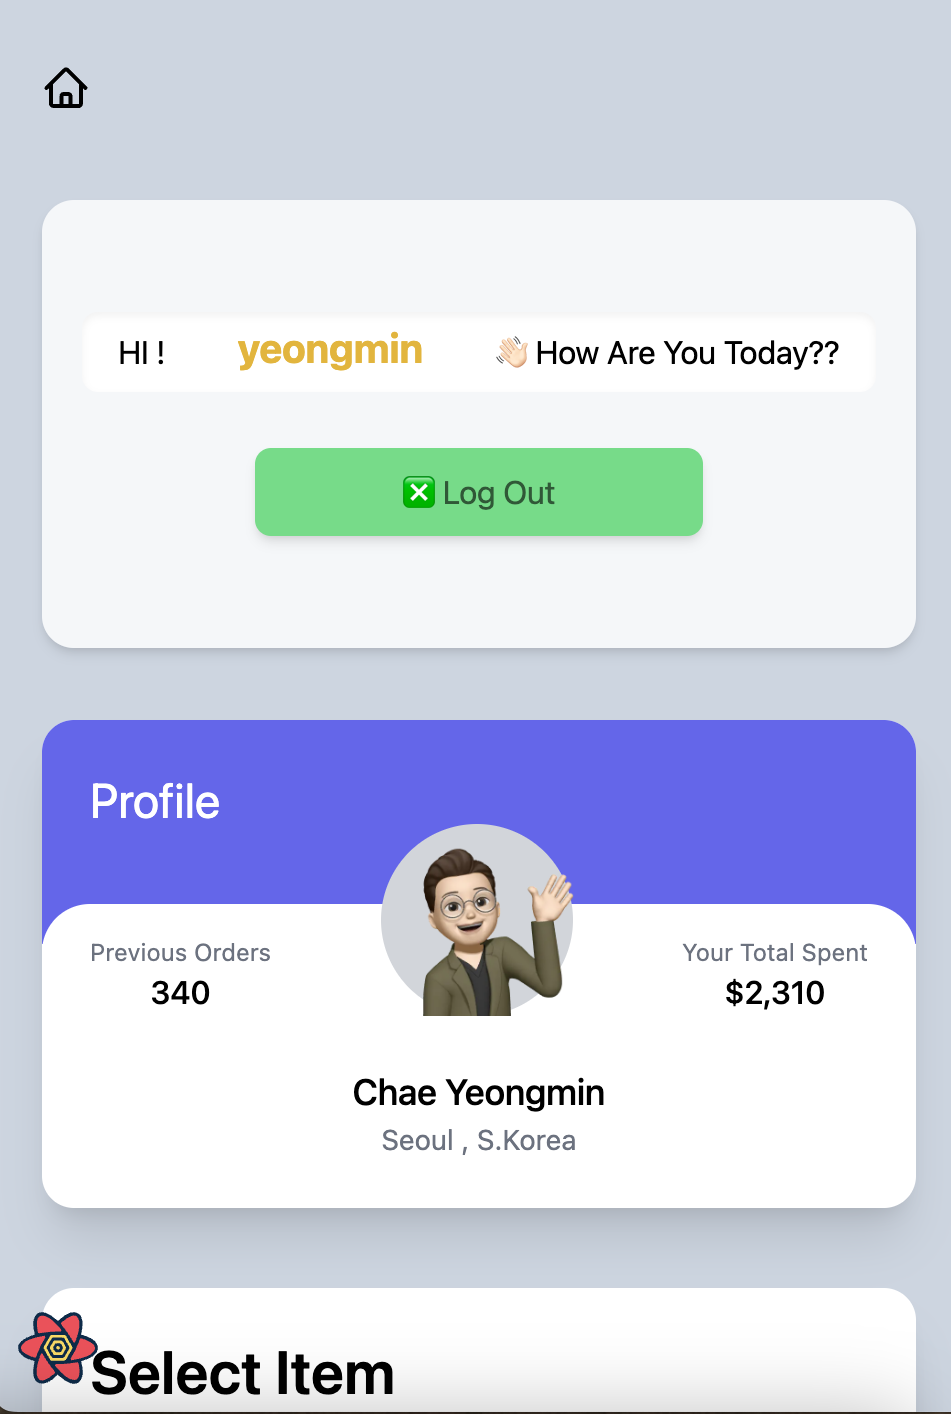 HI ! yeongmin 👋🏻 How Are You Today??
❎ Log Out
Profile
Previous Orders
340
Your Total Spent
$2,310
Chae Yeongmin
Seoul , S.Korea
Select Item